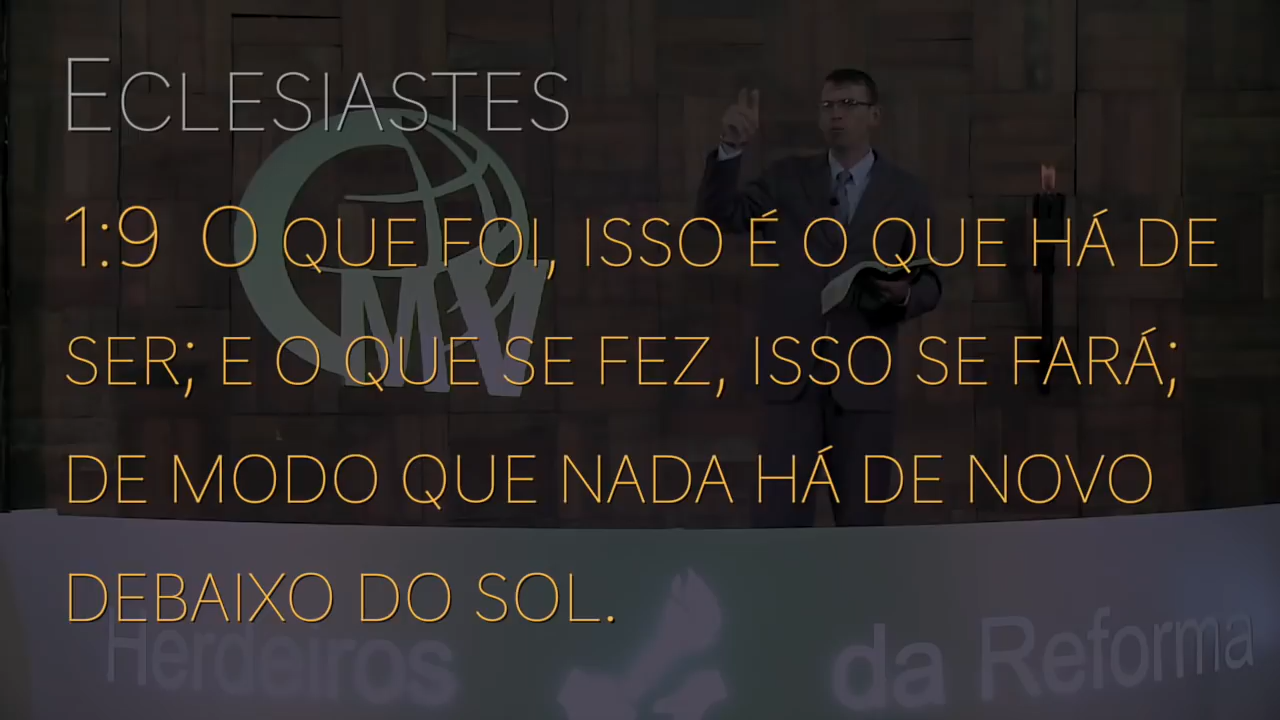 ECLESIASTES
1:9 O QUE FOI, ISSO É O QUE HÁ DE
SER; E O QUE SE FEZ, ISSO SE FARÁ;
DE MODO QUE NADA HÁ DE NOVO
DEBAIXO DO SOL.
MV
Herdeiros da Reforma